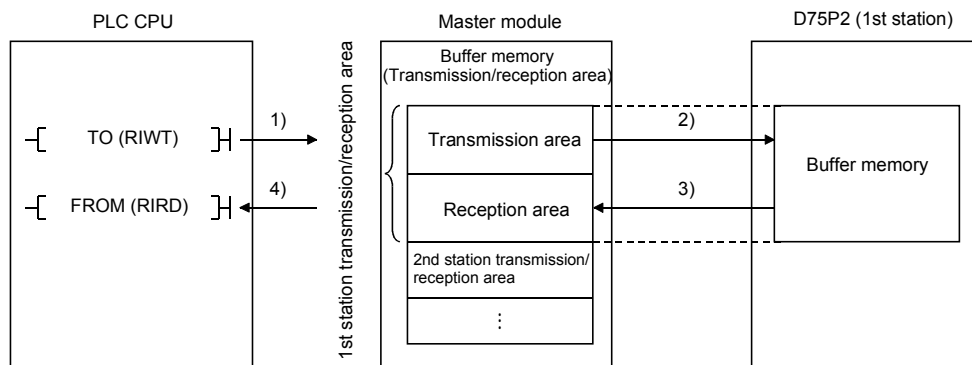 PLC CPU
Master module
D75P2 (1st station)
TO (RIWT)
FROM (RIRD)
1)
4)
1st station transmission/reception area
Buffer memory
(Transmission/reception area)
Transmission area
Reception area
2nd station transmission/
reception area
⋮
2)
3)
Buffer memory